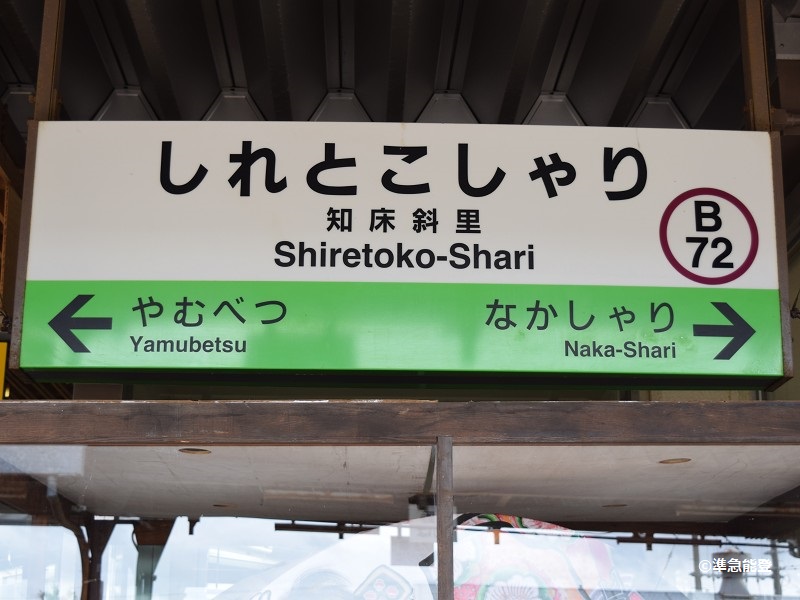 しれとこしゃり
知床斜里
Shiretoko-Shari
B
72
やむべつ
Yamubetsu
なかしゃり
Naka-Shari
©準急能登